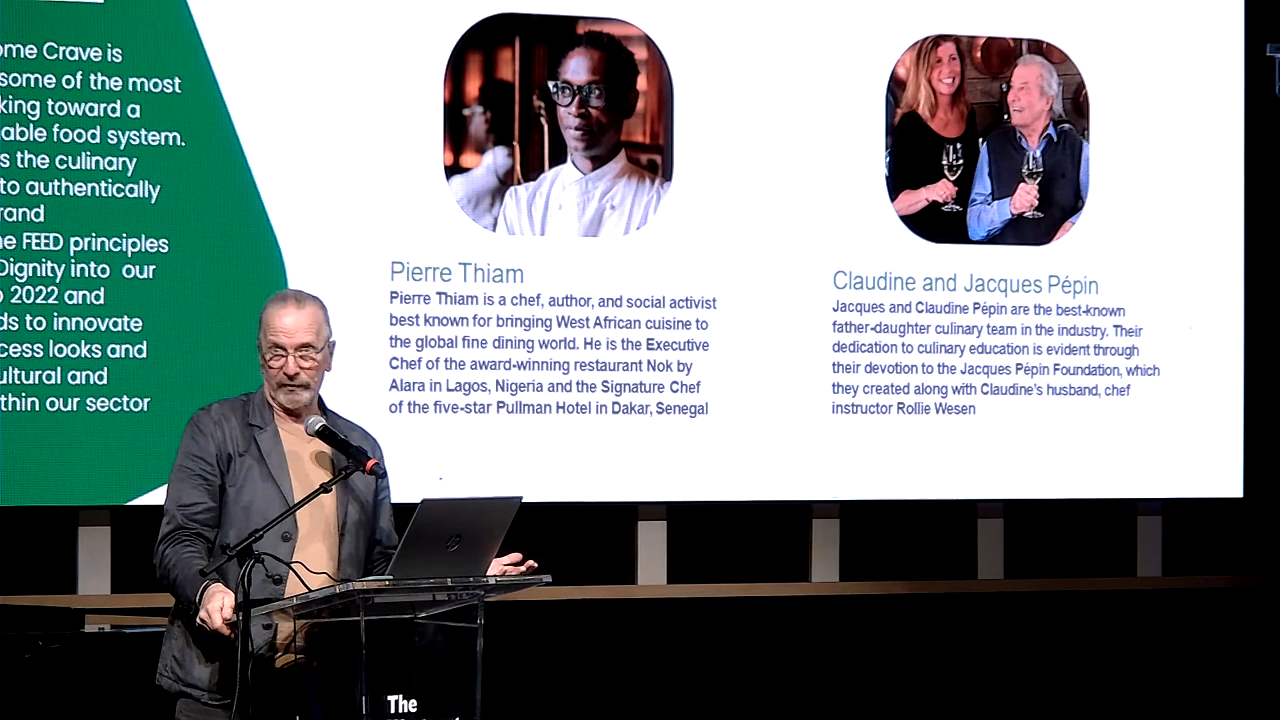 ome Crave is
some of the most
king toward a
able food system.
s the culinary
to authentically
rand
he FEED principles
Dignity into our
2022 and
ds to innovate
cess looks and
ultural and
thin our sector
Pierre Thiam
Pierre Thiam is a chef, author, and social activist
best known for bringing West African cuisine to
the global fine dining world. He is the Executive
Chef of the award-winning restaurant Nok by
Alara in Lagos, Nigeria and the Signature Chef
of the five-star Pullman Hotel in Dakar, Senegal
Claudine and Jacques Pépin
Jacques and Claudine Pépin are the best-known
father-daughter culinary team in the industry. Their
dedication to culinary education is evident through
their devotion to the Jacques Pépin Foundation, which
they created along with Claudine's husband, chef
instructor Rollie Wesen
hp
The